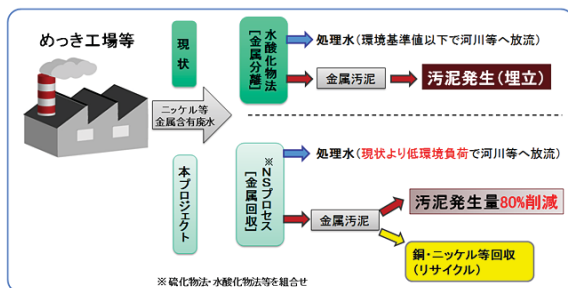 めっき工場等
現状
水酸化物法
[金属分離]
処理水(環境基準値以下で河川等へ放流)
金属汚泥
汚泥発生(埋立)
ニッケル等
金属含有廃水
本プロジェクト
※NSプロセス
[金属回収]
処理水(現状より低環境負荷で河川等へ放流)
金属汚泥
汚泥発生量80%削減
銅・ニッケル等回収
(リサイクル)
※ 硫化物法・水酸化物法等を組合せ